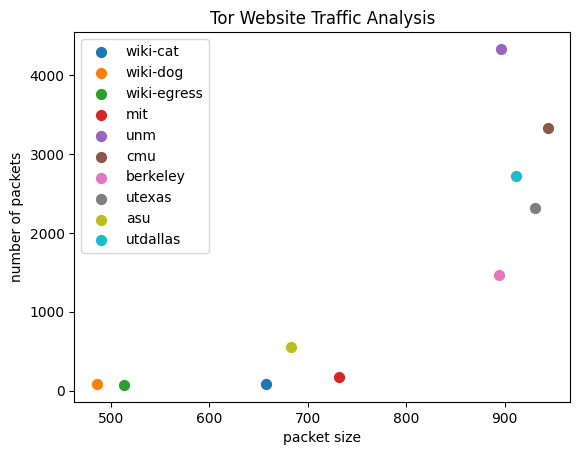 Tor Website Traffic Analysis
wiki-cat
wiki-dog
wiki-egress
mit
unm
cmu
berkeley
utexas
asu
utdallas
number of packets
4000
3000
2000
1000
0
500
600
700
800
900
packet size